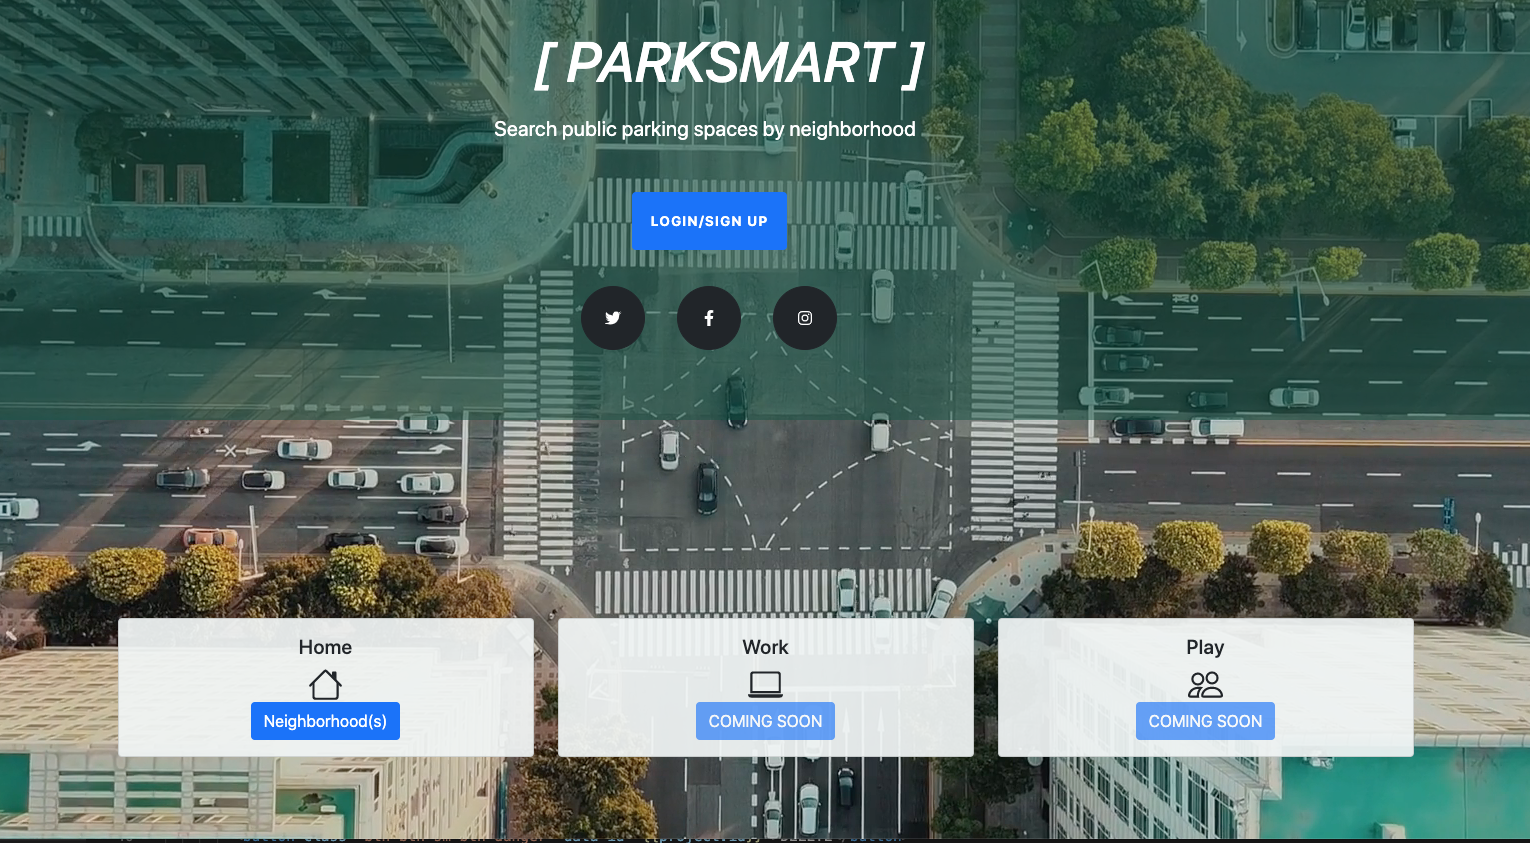 [ PARKSMART ]
Search public parking spaces by neighborhood
LOGIN/SIGN UP
Home
Work
Play
Neighborhood(s)
COMING SOON
COMING SOON